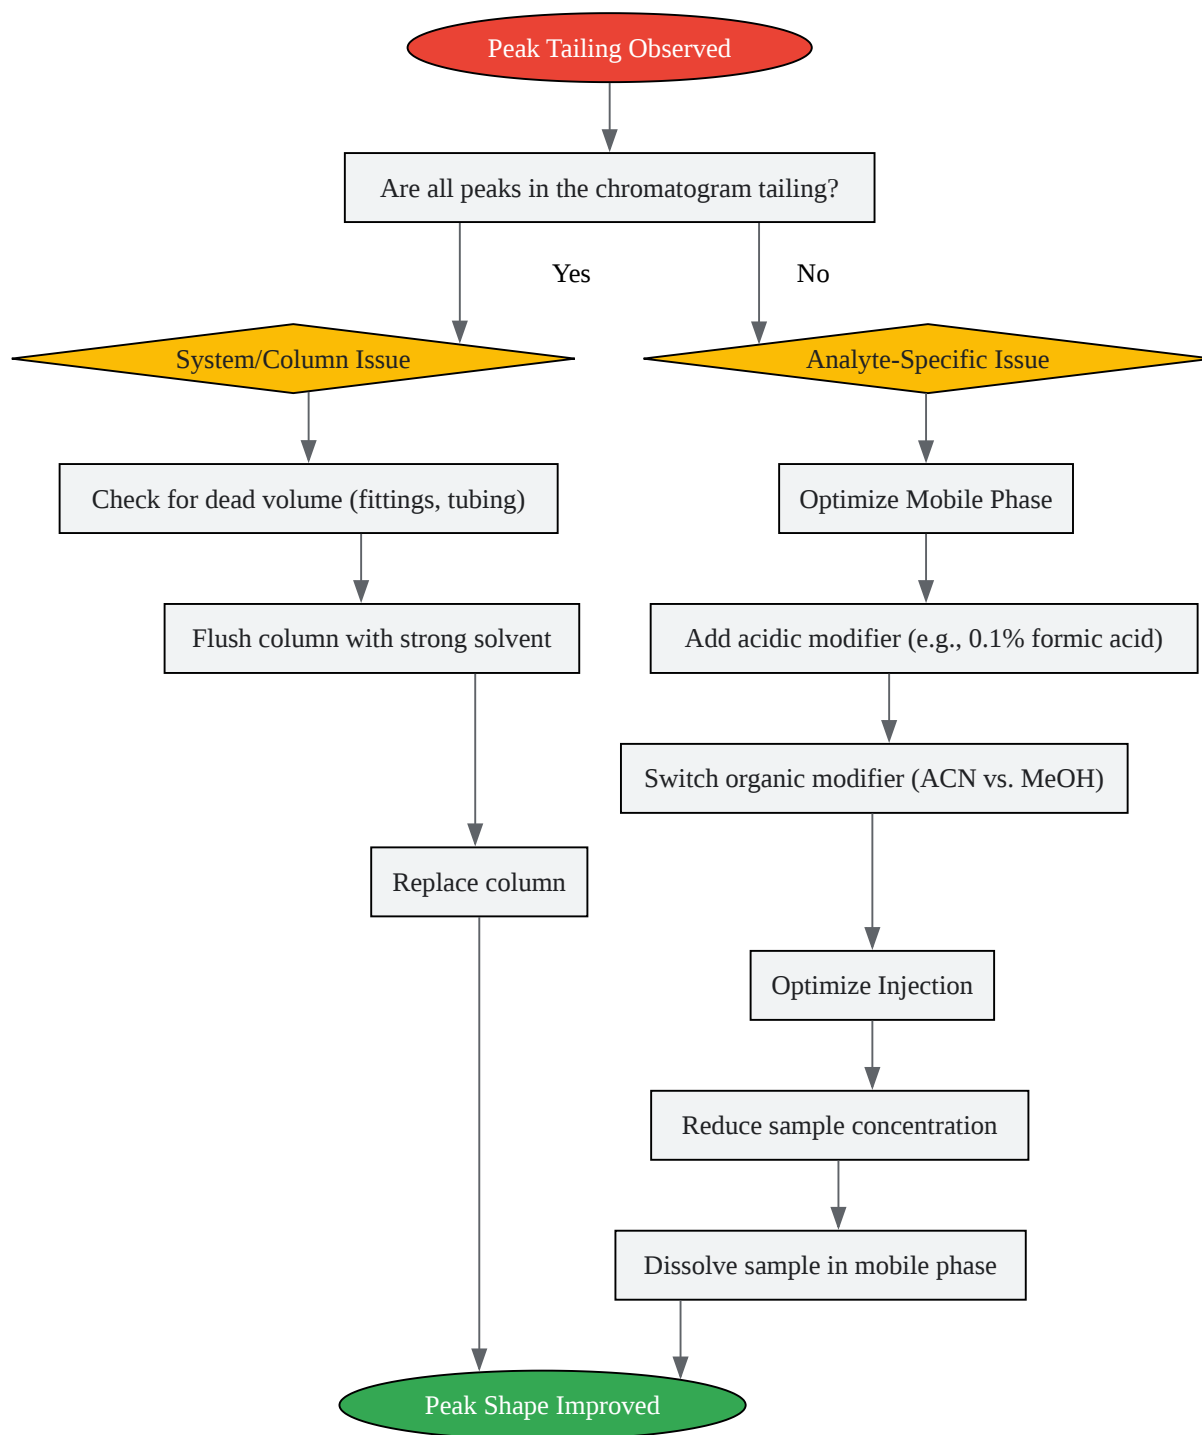 Peak Tailing Observed
Are all peaks in the chromatogram tailing?
Yes
No
System/Column Issue
Analyte-Specific Issue
Check for dead volume (fittings, tubing)
Optimize Mobile Phase
Flush column with strong solvent
Add acidic modifier (e.g., 0.1% formic acid)
Switch organic modifier (ACN vs. MeOH)
Replace column
Optimize Injection
Reduce sample concentration
Dissolve sample in mobile phase
Peak Shape Improved